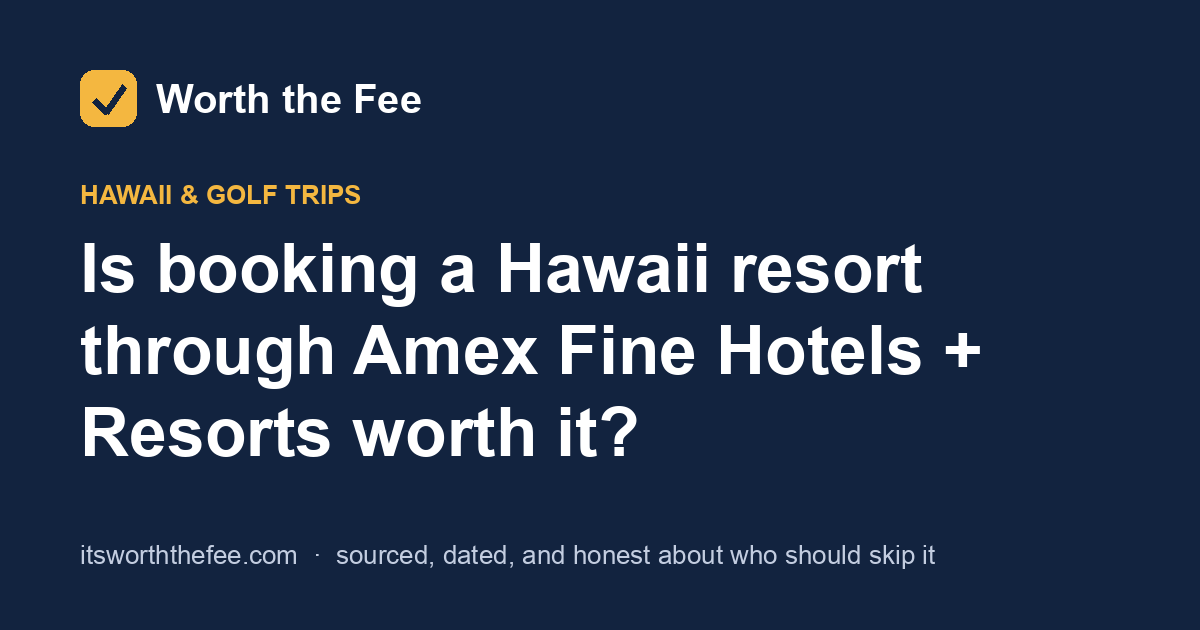 Worth the Fee
HAWAII & GOLF TRIPS
Is booking a Hawaii resort
through Amex Fine Hotels +
Resorts worth it?
itsworththefee.com · sourced, dated, and honest about who should skip it